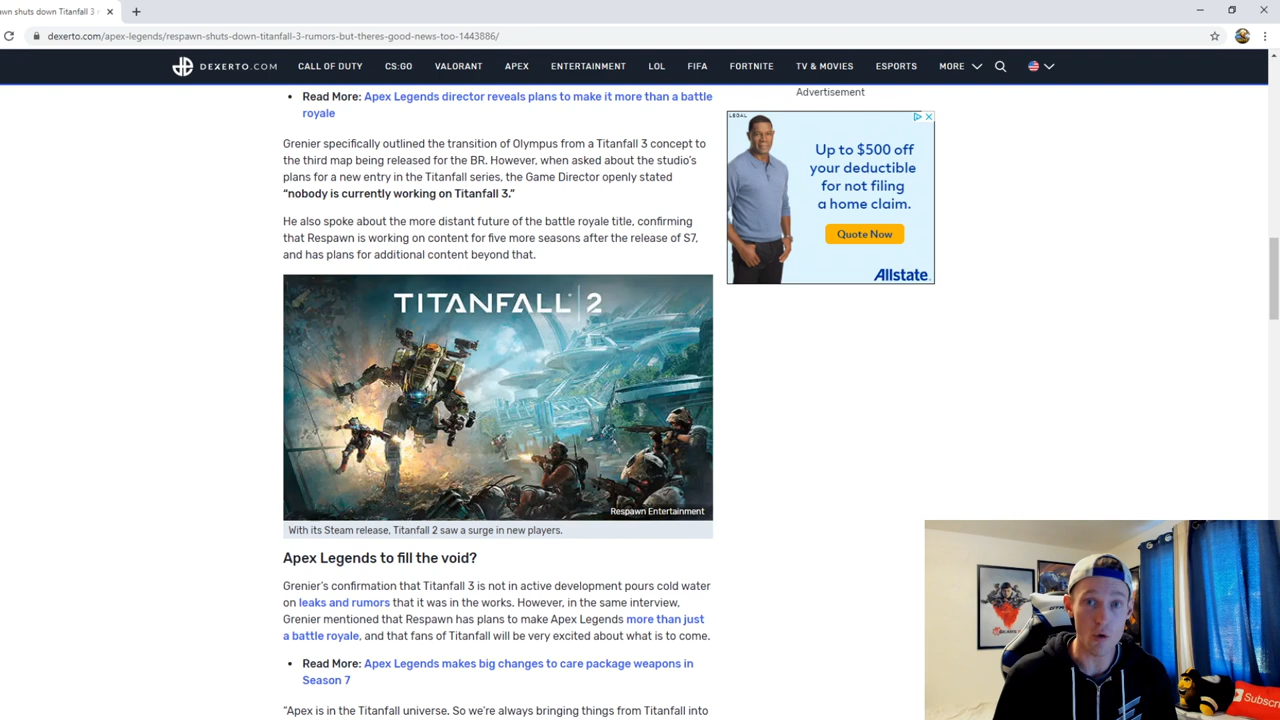 wn shuts down Titanfall 3
dexerto.com/apex-legends/respawn-shuts-down-titanfall-3-rumors-but-theres-good-news-too-1443886/
DEXERTO.COM CALL OF DUTY CS:GO VALORANT APEX ENTERTAINMENT LOL FIFA FORTNITE TV & MOVIES ESPORTS MORE
Read More: Apex Legends director reveals plans to make it more than a battle
royale
Grenier specifically outlined the transition of Olympus from a Titanfall 3 concept to
the third map being released for the BR. However, when asked about the studio's
plans for a new entry in the Titanfall series, the Game Director openly stated
“nobody is currently working on Titanfall 3.”
He also spoke about the more distant future of the battle royale title, confirming
that Respawn is working on content for five more seasons after the release of S7,
and has plans for additional content beyond that.
TITANFALL 2
Respawn Entertainment
With its Steam release, Titanfall 2 saw a surge in new players.
Apex Legends to fill the void?
Grenier's confirmation that Titanfall 3 is not in active development pours cold water
on leaks and rumors that it was in the works. However, in the same interview,
Grenier mentioned that Respawn has plans to make Apex Legends more than just
a battle royale, and that fans of Titanfall will be very excited about what is to come.
Read More: Apex Legends makes big changes to care package weapons in
Season 7
“Apex is in the Titanfall universe. So we're always bringing things from Titanfall into
Advertisement
LEGAL
Up to $500 off
your deductible
for not filing
a home claim.
Quote Now
Allstate
GEARS
Subscr